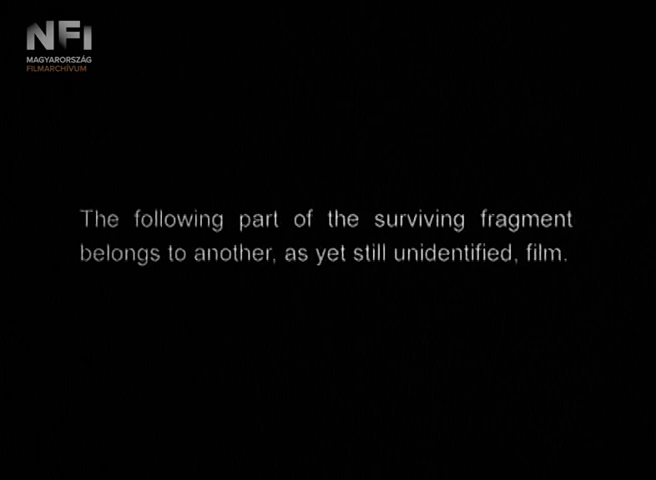 NFI
MAGYARORSZÁG
FILMARCHÍVUM
The following part of the surviving fragment
belongs to another, as yet still unidentified, film.